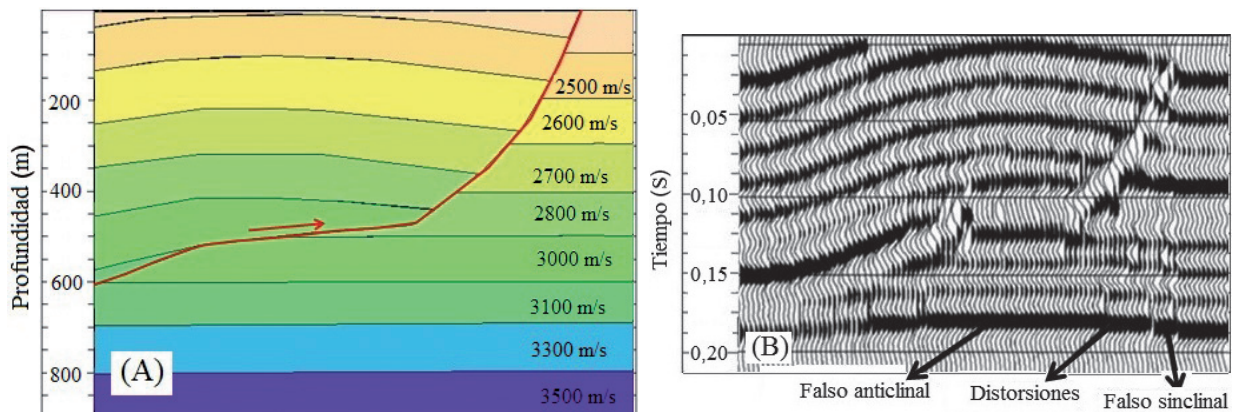 Profundidad (m)
200
400
600
800
2500 m/s
2600 m/s
2700 m/s
2800 m/s
3000 m/s
3100 m/s
3300 m/s
3500 m/s
(A)
Tiempo (S)
0,05
0,10
0,15
0,20
(B)
Falso anticlinal
Distorsiones
Falso sinclinal